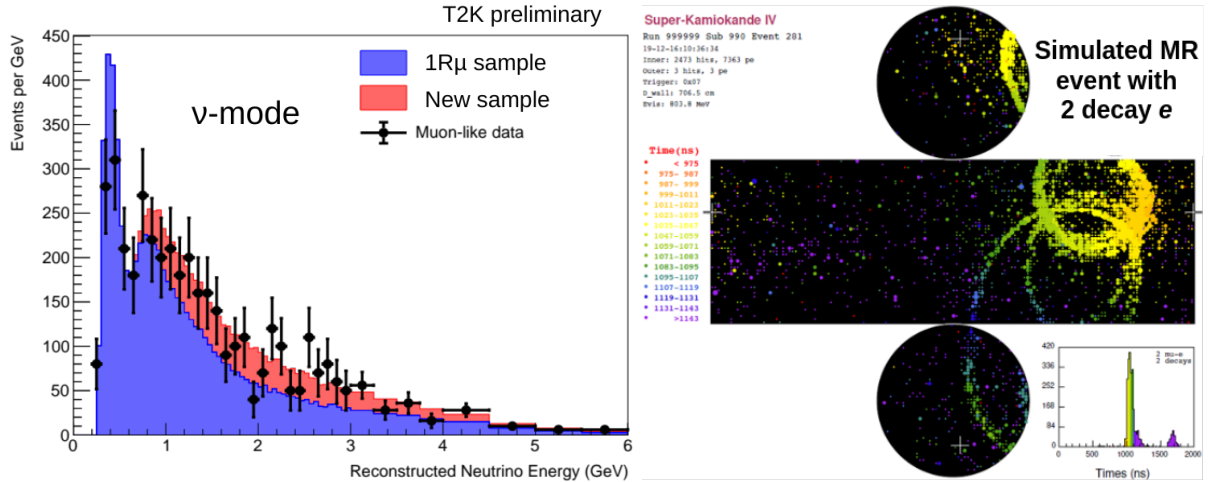 T2K preliminary
Events per GeV
450
400
350
300
250
200
150
100
50
0
ν-mode
1Rμ sample
New sample
Muon-like data
0 1 2 3 4 5 6
Reconstructed Neutrino Energy (GeV)
Super-Kamiokande IV
Run 999999 Sub 990 Event 281
19-12-16:10:36:34
Inner: 2473 hits, 7363 pe
Outer: 3 hits, 3 pe
Trigger: 0x07
D_wall: 706.5 cm
Evis: 803.8 MeV
Time(ns)
< 975
975- 987
987- 999
999-1011
1011-1023
1023-1035
1035-1047
1047-1059
1059-1071
1071-1083
1083-1095
1095-1107
1107-1119
1119-1131
1131-1143
>1143
Simulated MR
event with
2 decay e
420
336
252
168
84
0
2 mu-e
2 decays
0 500 1000 1500 2000
Times (ns)